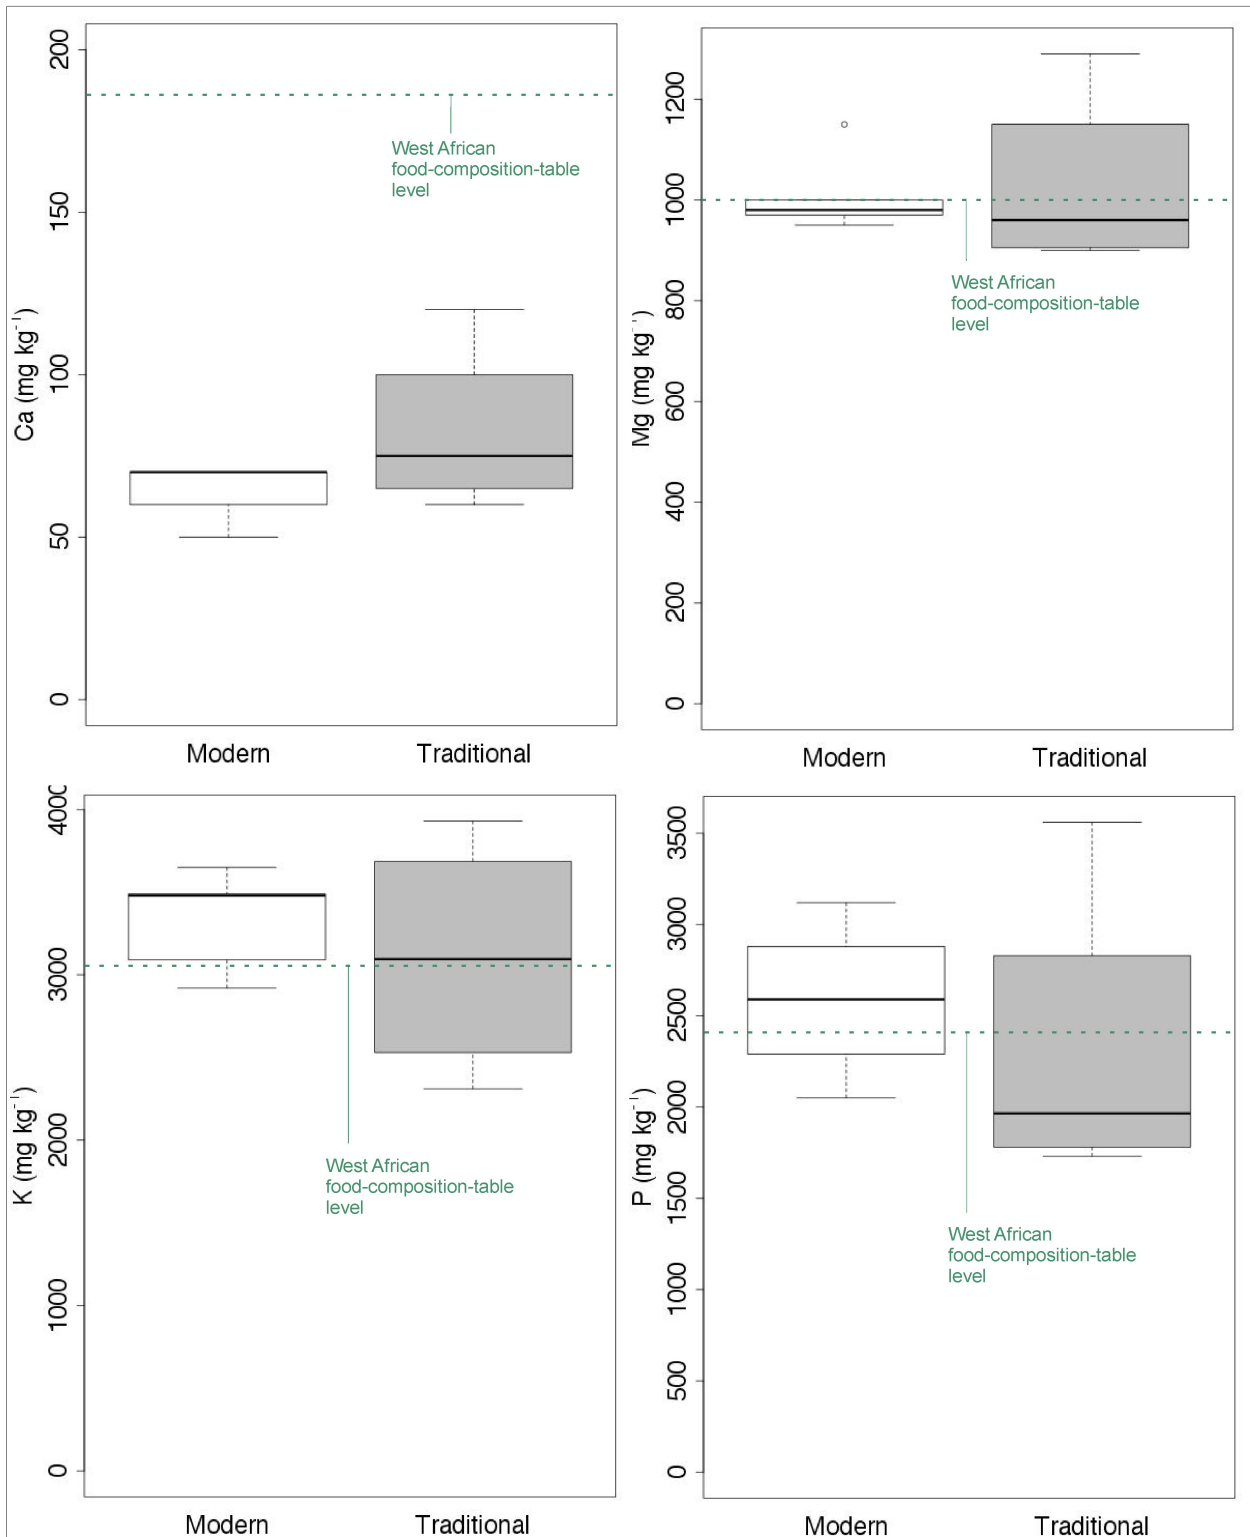 200
150
100
50
0
Ca (mg kg⁻¹)
West African
food-composition-table
level
Modern
Traditional
1200
1000
800
600
400
200
0
Mg (mg kg⁻¹)
West African
food-composition-table
level
Modern
Traditional
4000
3000
2000
1000
0
K (mg kg⁻¹)
West African
food-composition-table
level
Modern
Traditional
3500
3000
2500
2000
1500
1000
500
0
P (mg kg⁻¹)
West African
food-composition-table
level
Modern
Traditional